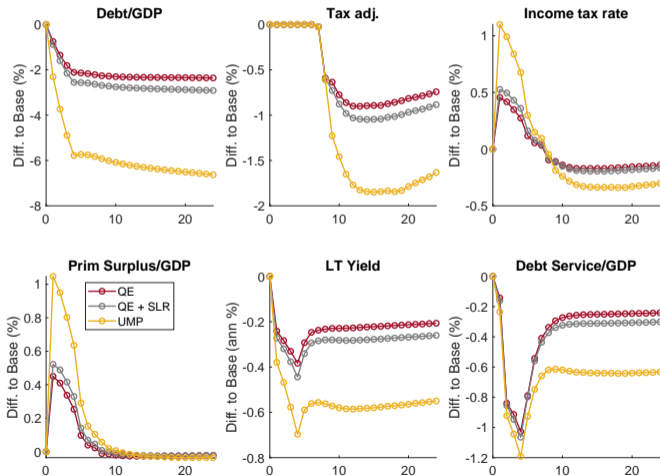 Debt/GDP
Diff. to Base (%)
0
-2
-4
-6
-8
0 10 20
Tax adj.
Diff. to Base (%)
0
-0.5
-1
-1.5
-2
0 10 20
Income tax rate
Diff. to Base (%)
1
0.5
0
-0.5
0 10 20
Prim Surplus/GDP
Diff. to Base (%)
1
0.8
0.6
0.4
0.2
0
0 10 20
QE
QE + SLR
UMP
LT Yield
Diff. to Base (ann %)
0
-0.2
-0.4
-0.6
-0.8
0 10 20
Debt Service/GDP
Diff. to Base (%)
0
-0.2
-0.4
-0.6
-0.8
-1
-1.2
0 10 20